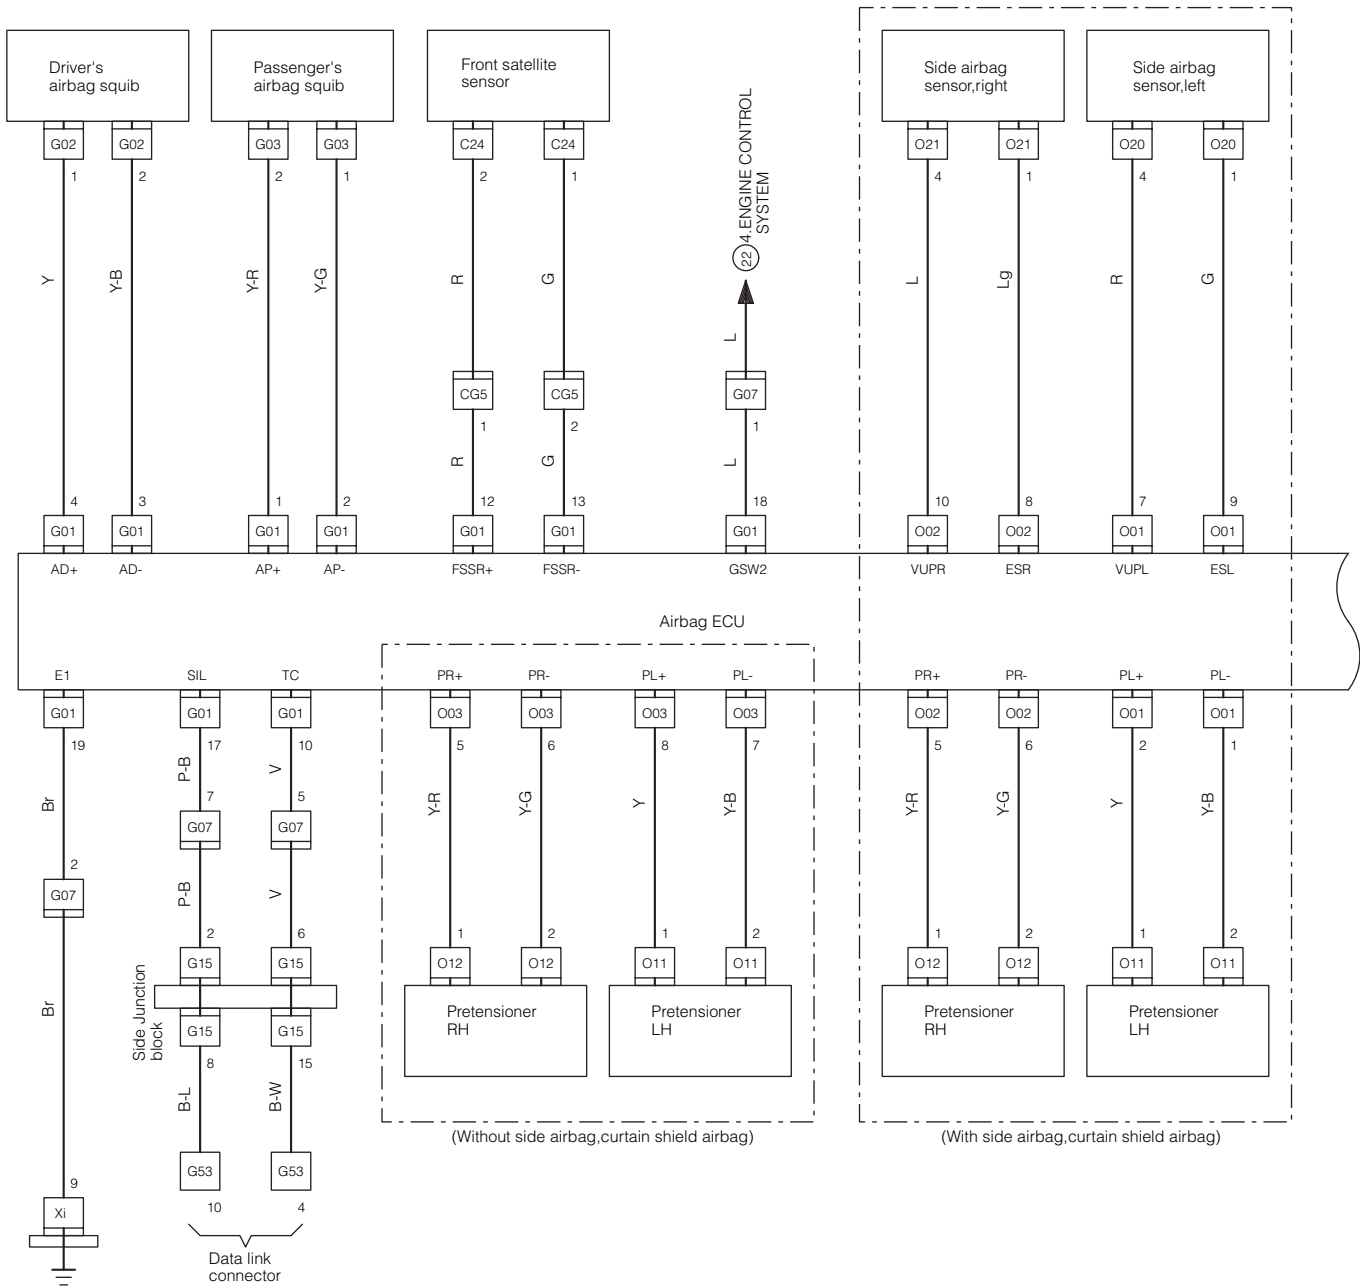 Driver's
airbag squib
Passenger's
airbag squib
Front satellite
sensor
Side airbag
sensor,right
Side airbag
sensor,left
G02 G02 G03 G03 C24 C24 O21 O21 O20 O20
1 2 2 1 2 1 4 1 4 1
22 4.ENGINE CONTROL
SYSTEM
Y Y-B Y-R Y-G R G L Lg R G
L
CG5 CG5 G07
1 2 1
R G L
4 3 1 2 12 13 18 10 8 7 9
G01 G01 G01 G01 G01 G01 G01 O02 O02 O01 O01
AD+ AD- AP+ AP- FSSR+ FSSR- GSW2 VUPR ESR VUPL ESL
Airbag ECU
E1 SIL TC PR+ PR- PL+ PL- PR+ PR- PL+ PL-
G01 G01 G01 O03 O03 O03 O03 O02 O02 O01 O01
19 17 10 5 6 8 7 5 6 2 1
Br P-B V Y-R Y-G Y Y-B Y-R Y-G Y Y-B
7 5
G07 G07
2
G07
P-B V
2 6 1 2 1 2 1 2 1 2
G15 G15 O12 O12 O11 O11 O12 O12 O11 O11
Side Junction
block
Br
Pretensioner
RH
Pretensioner
LH
Pretensioner
RH
Pretensioner
LH
G15 G15
8 15
B-L B-W
(Without side airbag,curtain shield airbag)
(With side airbag,curtain shield airbag)
G53 G53
9
10 4
Xi
Data link
connector